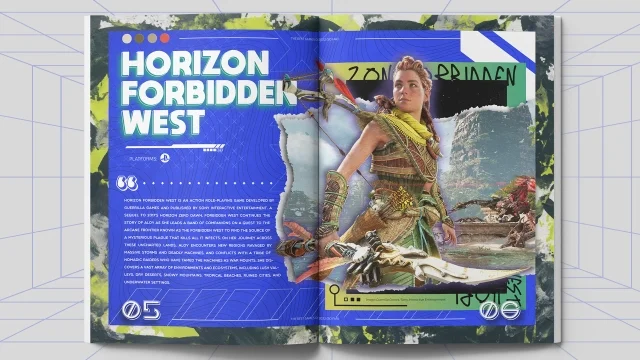 HORIZON
FORBIDDEN
WEST
PLATFORMS:
HORIZON FORBIDDEN WEST IS AN ACTION ROLE-PLAYING GAME DEVELOPED BY
GUERRILLA GAMES AND PUBLISHED BY SONY INTERACTIVE ENTERTAINMENT. A
SEQUEL TO 2017'S HORIZON ZERO DAWN, FORBIDDEN WEST CONTINUES THE
STORY OF ALOY AS SHE LEADS A BAND OF COMPANIONS ON A QUEST TO THE
ARCANE FRONTIER KNOWN AS THE FORBIDDEN WEST TO FIND THE SOURCE OF
A MYSTERIOUS PLAGUE THAT KILLS ALL IT INFECTS. ON HER JOURNEY ACROSS
THESE UNCHARTED LANDS, ALOY ENCOUNTERS NEW REGIONS RAVAGED BY
MASSIVE STORMS AND DEADLY MACHINES, AND CONFLICTS WITH A TRIBE OF
NOMADIC RAIDERS WHO HAVE TAMED THE MACHINES AS WAR MOUNTS. SHE DIS-
COVERS A VAST ARRAY OF ENVIRONMENTS AND ECOSYSTEMS, INCLUDING LUSH VAL-
LEYS, DRY DESERTS, SNOWY MOUNTAINS, TROPICAL BEACHES, RUINED CITIES, AND
UNDERWATER SETTINGS.
05
06